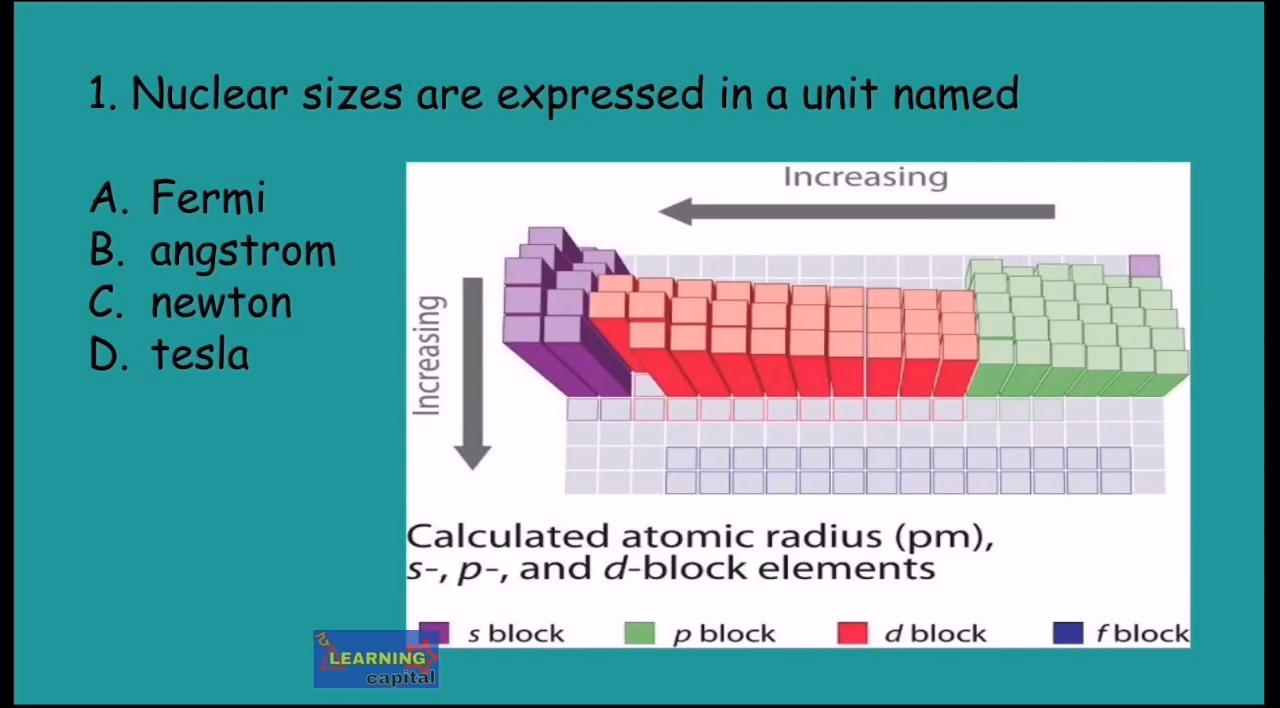 1. Nuclear sizes are expressed in a unit named
A. Fermi
B. angstrom
C. newton
D. tesla
Increasing
Increasing
Calculated atomic radius (pm),
s-, p-, and d-block elements
s block
p block
d block
f block
LEARNING
capital